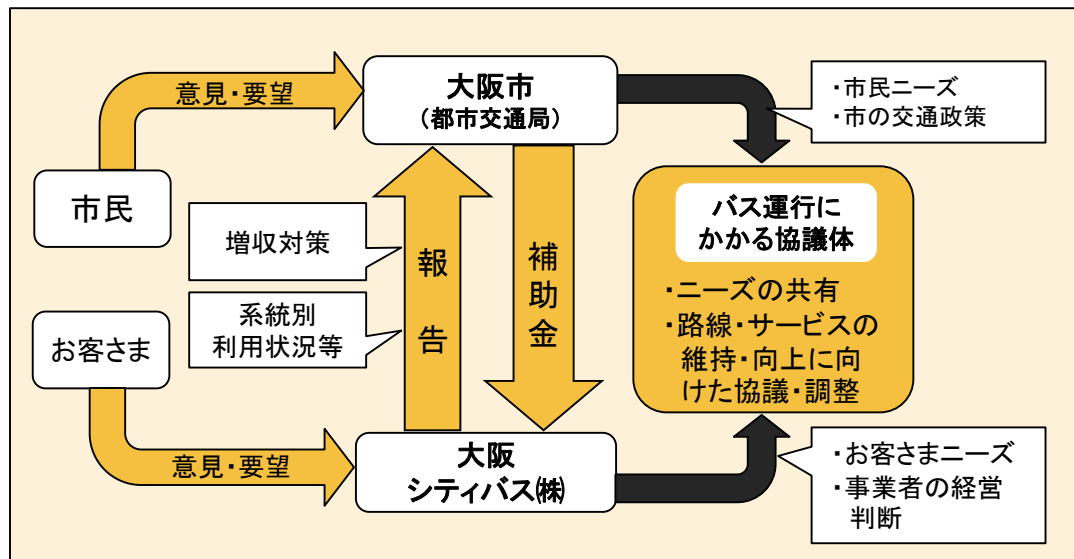 意見・要望
大阪市
（都市交通局）
・市民ニーズ
・市の交通政策
市民
増収対策
系統別
利用状況等
報告
補助金
バス運行に
かかる協議体
・ニーズの共有
・路線・サービスの
維持・向上に向
けた協議・調整
お客さま
意見・要望
大阪
シティバス㈱
・お客さまニーズ
・事業者の経営
判断